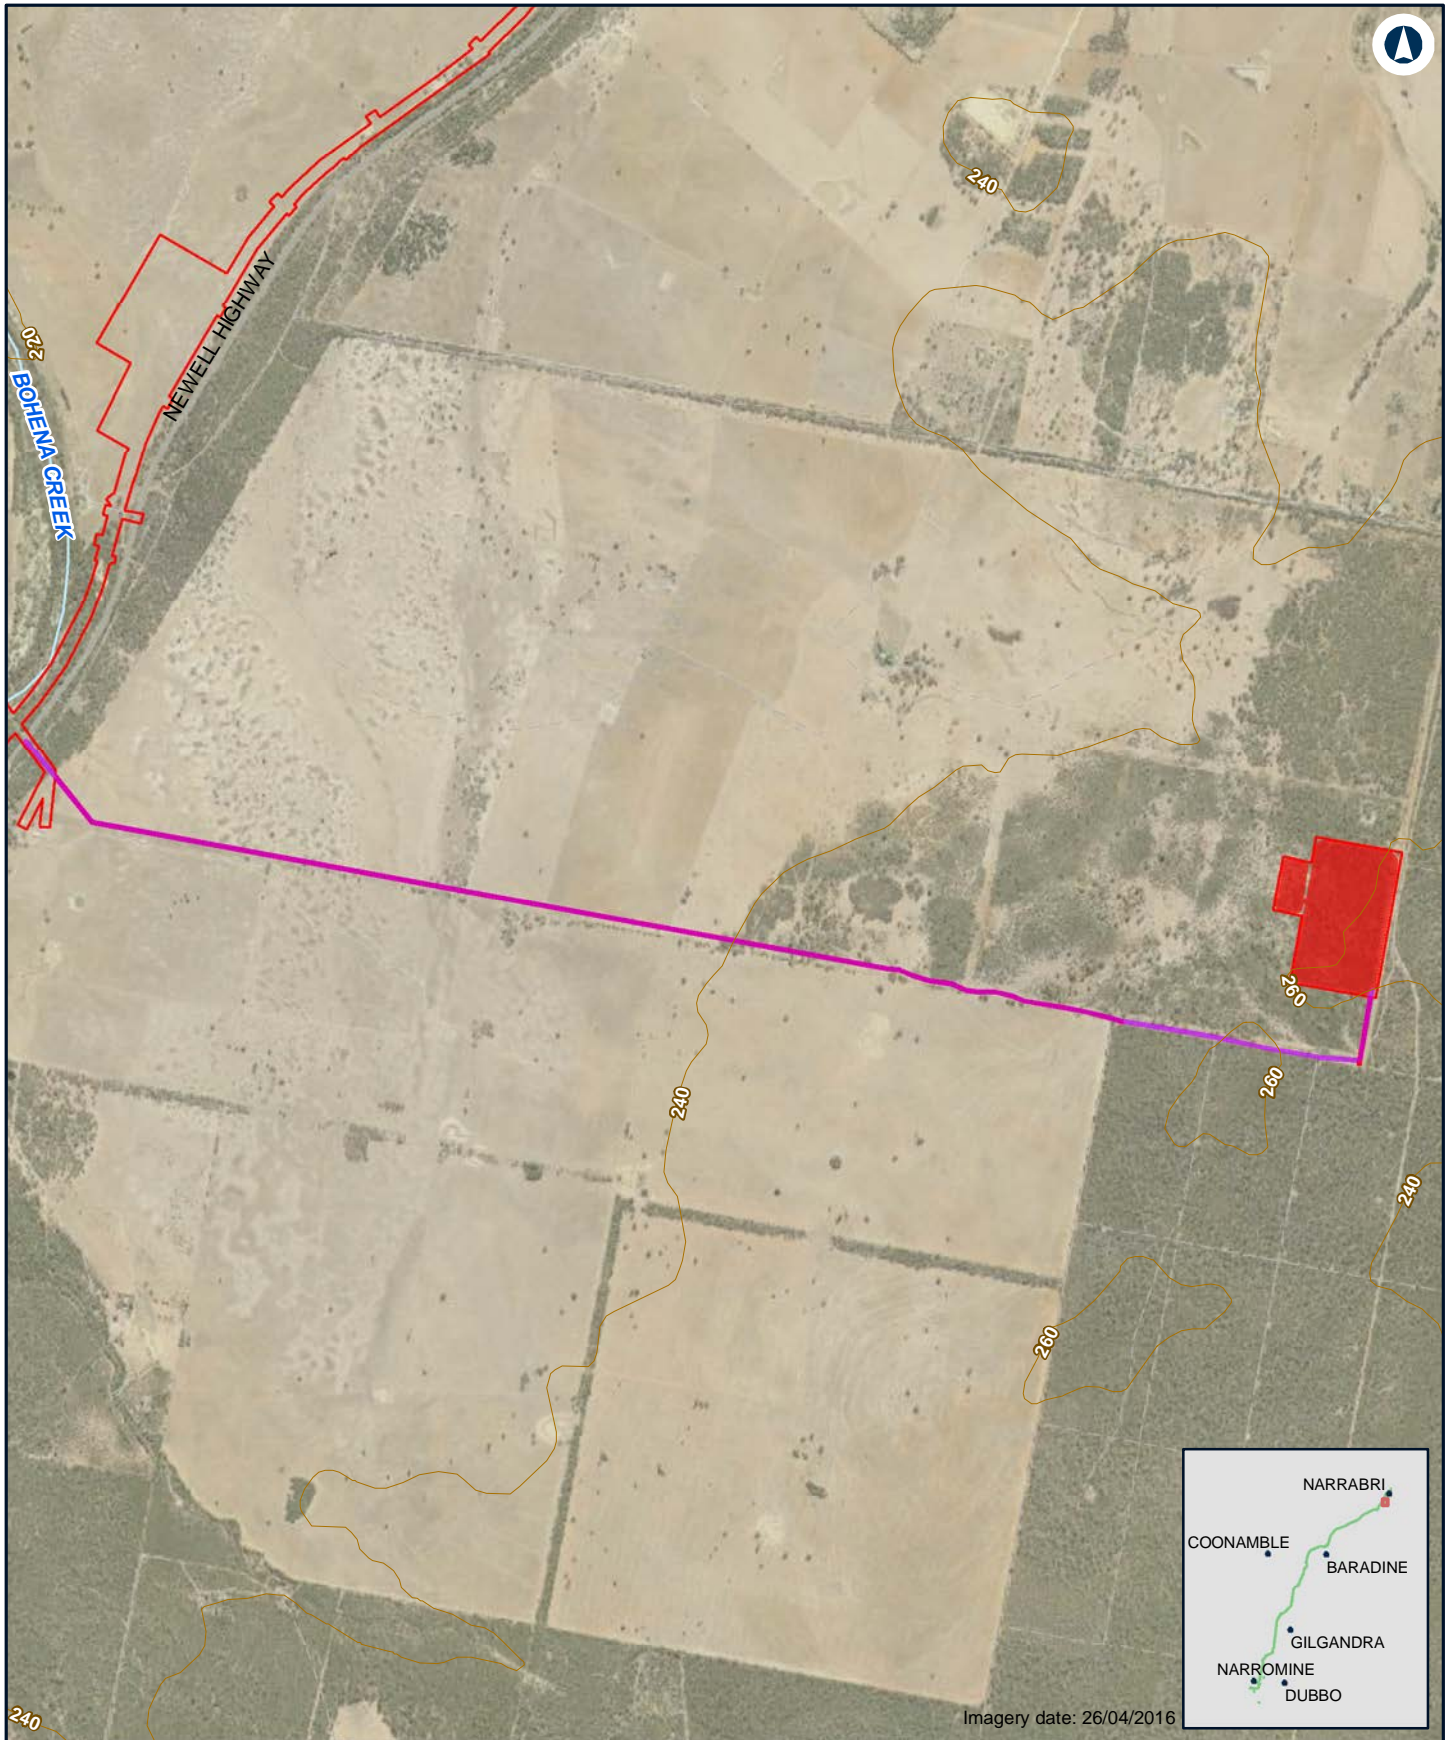 240
220
NEWELL HIGHWAY
BOHENA CREEK
260
260
240
240
260
240
NARRABRI
COONAMBLE
BARADINE
GILGANDRA
NARROMINE
DUBBO
Imagery date: 26/04/2016